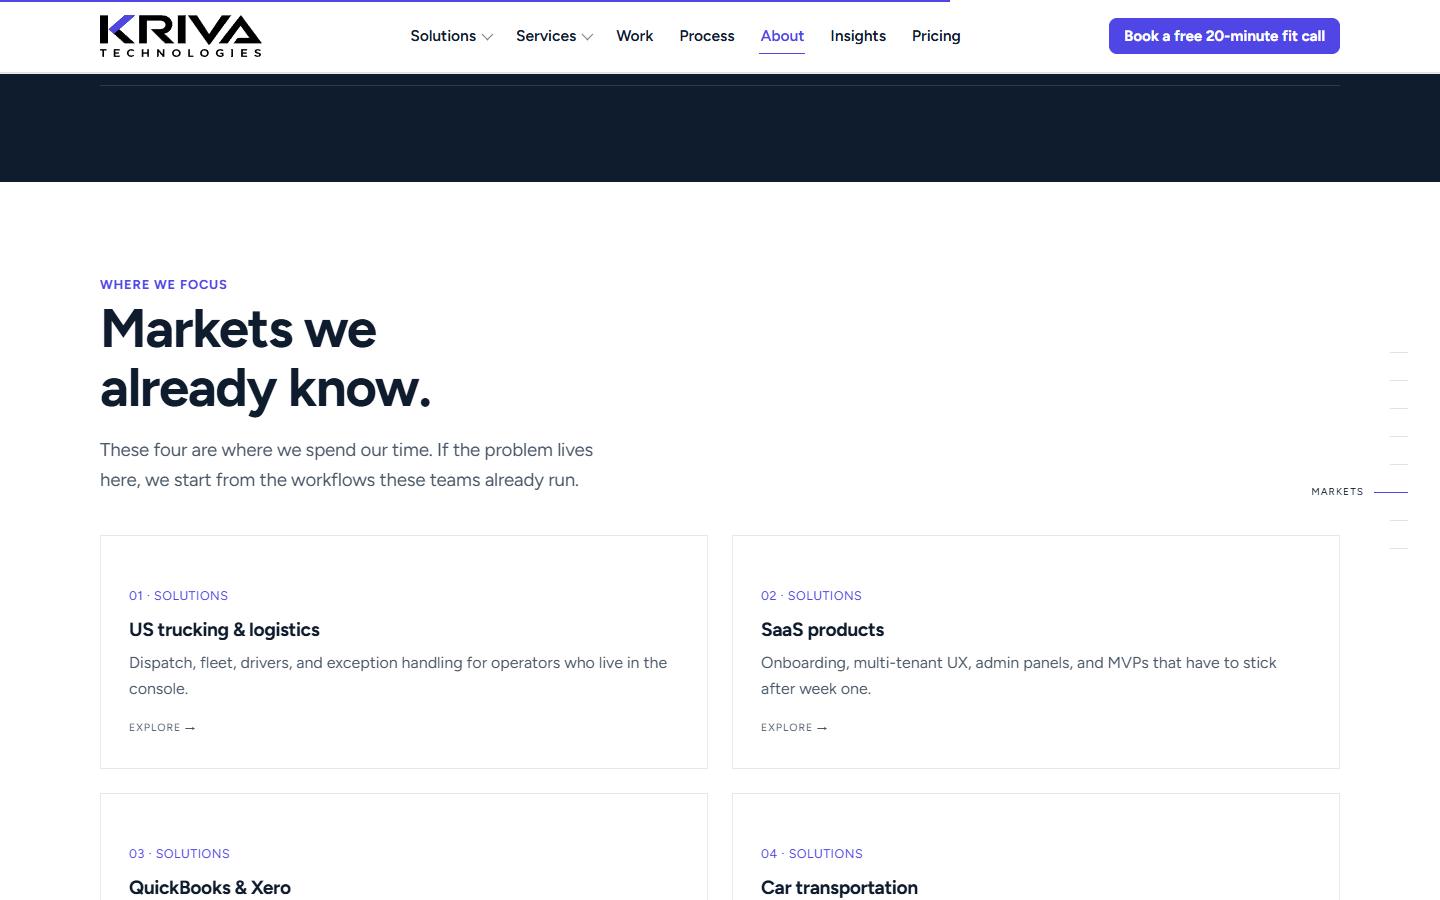 KRIVA
TECHNOLOGIES
Solutions
Services
Work
Process
About
Insights
Pricing
Book a free 20-minute fit call
WHERE WE FOCUS
Markets we
already know.
These four are where we spend our time. If the problem lives
here, we start from the workflows these teams already run.
MARKETS
01 · SOLUTIONS
US trucking & logistics
Dispatch, fleet, drivers, and exception handling for operators who live in the
console.
EXPLORE →
02 · SOLUTIONS
SaaS products
Onboarding, multi-tenant UX, admin panels, and MVPs that have to stick
after week one.
EXPLORE →
03 · SOLUTIONS
QuickBooks & Xero
04 · SOLUTIONS
Car transportation